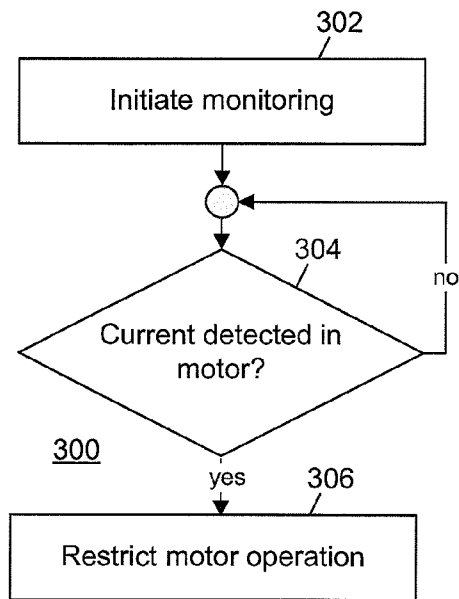 302
Initiate monitoring
304
no
Current detected in
motor?
300
yes
306
Restrict motor operation